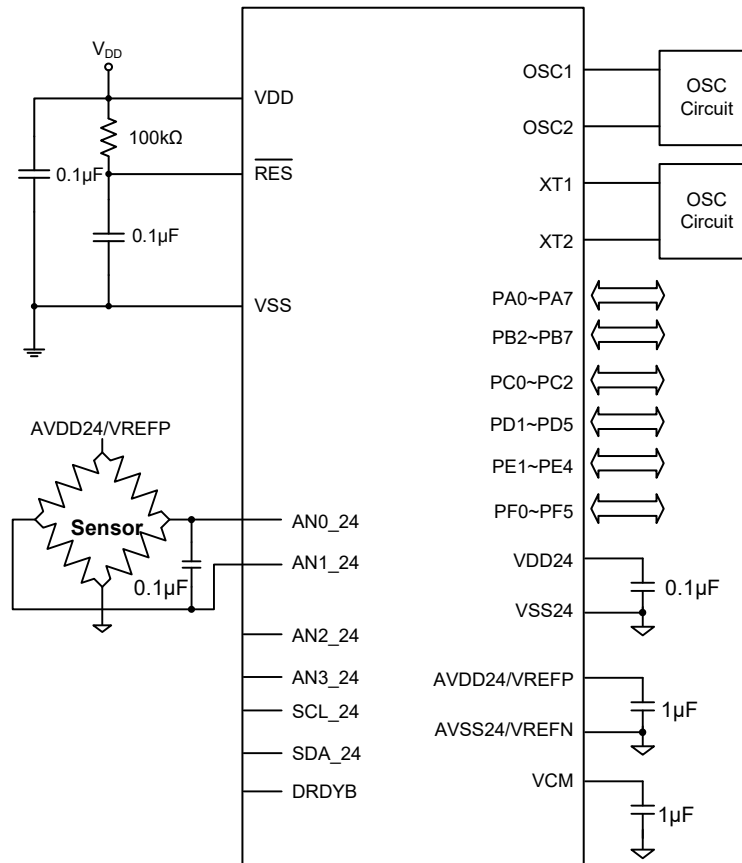 VDD
VDD
100kΩ
0.1µF
RES
0.1µF
VSS
AVDD24/VREFP
Sensor
0.1µF
AN0_24
AN1_24
AN2_24
AN3_24
SCL_24
SDA_24
DRDYB
OSC1
OSC2
OSC
Circuit
XT1
XT2
OSC
Circuit
PA0~PA7
PB2~PB7
PC0~PC2
PD1~PD5
PE1~PE4
PF0~PF5
VDD24
0.1µF
VSS24
AVDD24/VREFP
1µF
AVSS24/VREFN
VCM
1µF